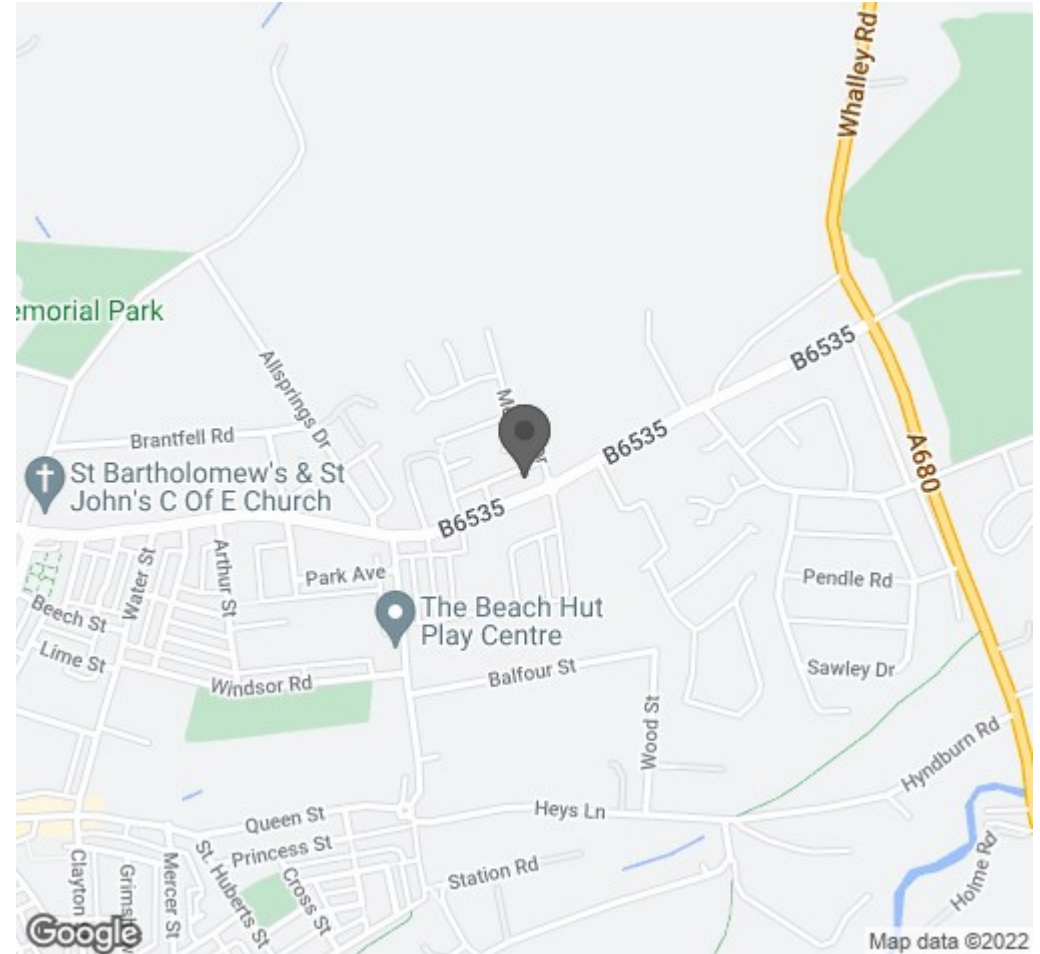 Whalley Rd
emorial Park
Allsprings Dr
B6535
Brantfell Rd
B6535
St Bartholomew's & St
John's C Of E Church
A680
B6535
Water St
Arthur St
Park Ave
Pendle Rd
Beech St
The Beach Hut
Play Centre
Lime St
Windsor Rd
Balfour St
Sawley Dr
Wood St
Hyndburn Rd
Queen St
Heys Ln
Princess St
St. Huberts St
Cross St
Station Rd
Clayton
Grimsh
Mercer St
Holme Rd
Google
Map data ©2022